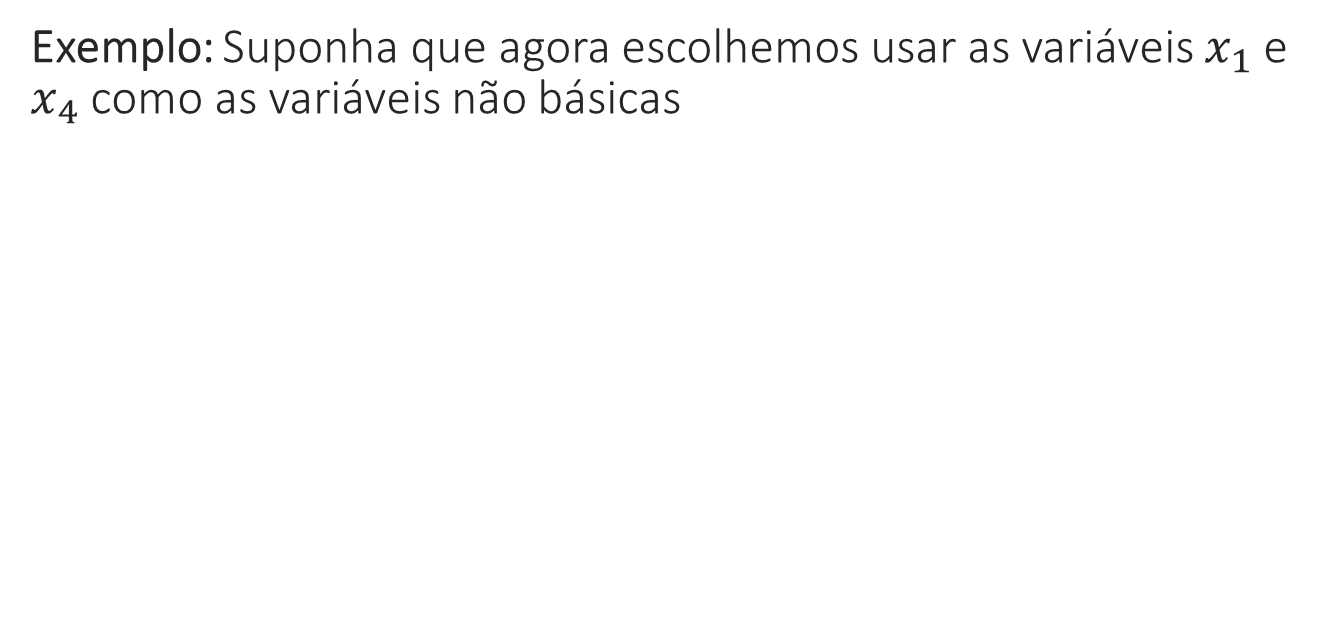 Exemplo: Suponha que agora escolhemos usar as variáveis x₁ e
x₄ como as variáveis não básicas